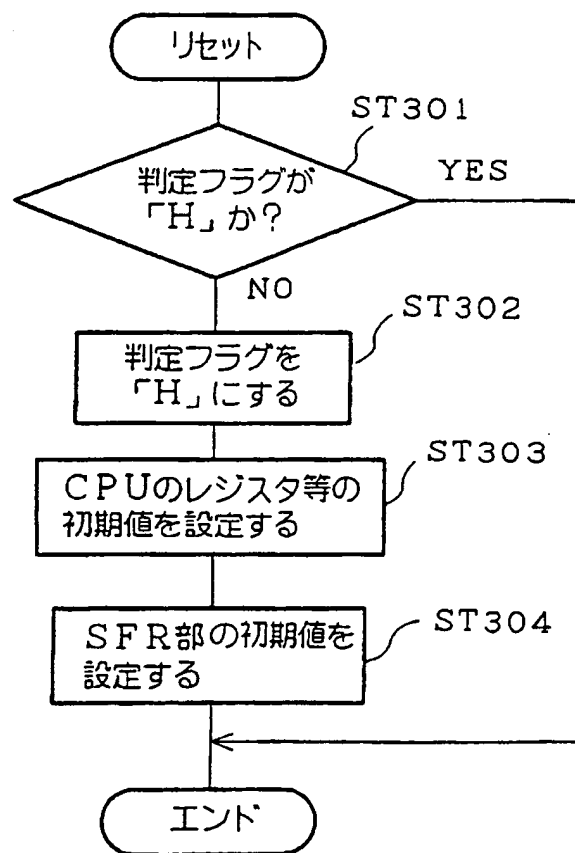 リセット
ST301
判定フラグが
「H」か?
YES
NO
ST302
判定フラグを
「H」にする
ST303
CPUのレジスタ等の
初期値を設定する
ST304
SFR部の初期値を
設定する
エンド